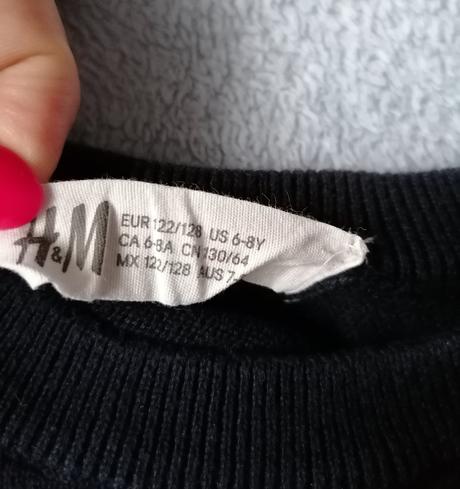 H&M
EUR 122/128 US 6-8Y
CA 6-8A CN 130/64
MX 122/128 AUS 7-